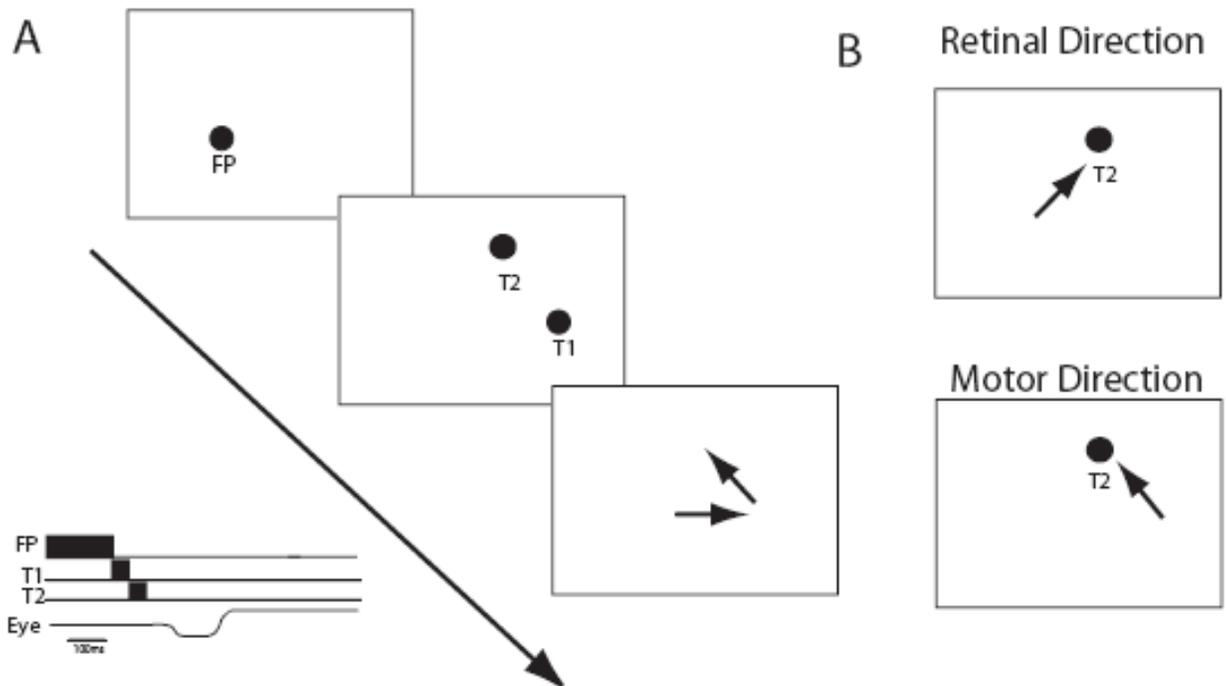 A
FP
T2
T1
FP
T1
T2
Eye
100ms
B
Retinal Direction
T2
Motor Direction
T2